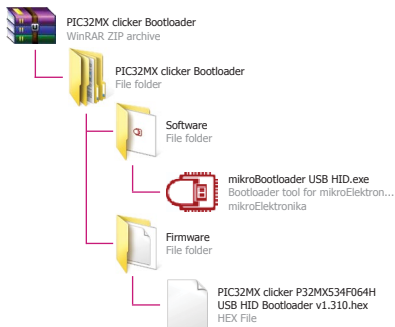 PIC32MX clicker Bootloader
WinRAR ZIP archive
PIC32MX clicker Bootloader
File folder
Software
File folder
mikroBootloader USB HID.exe
Bootloader tool for mikroElektron...
mikroElektronika
Firmware
File folder
PIC32MX clicker P32MX534F064H
USB HID Bootloader v1.310.hex
HEX File